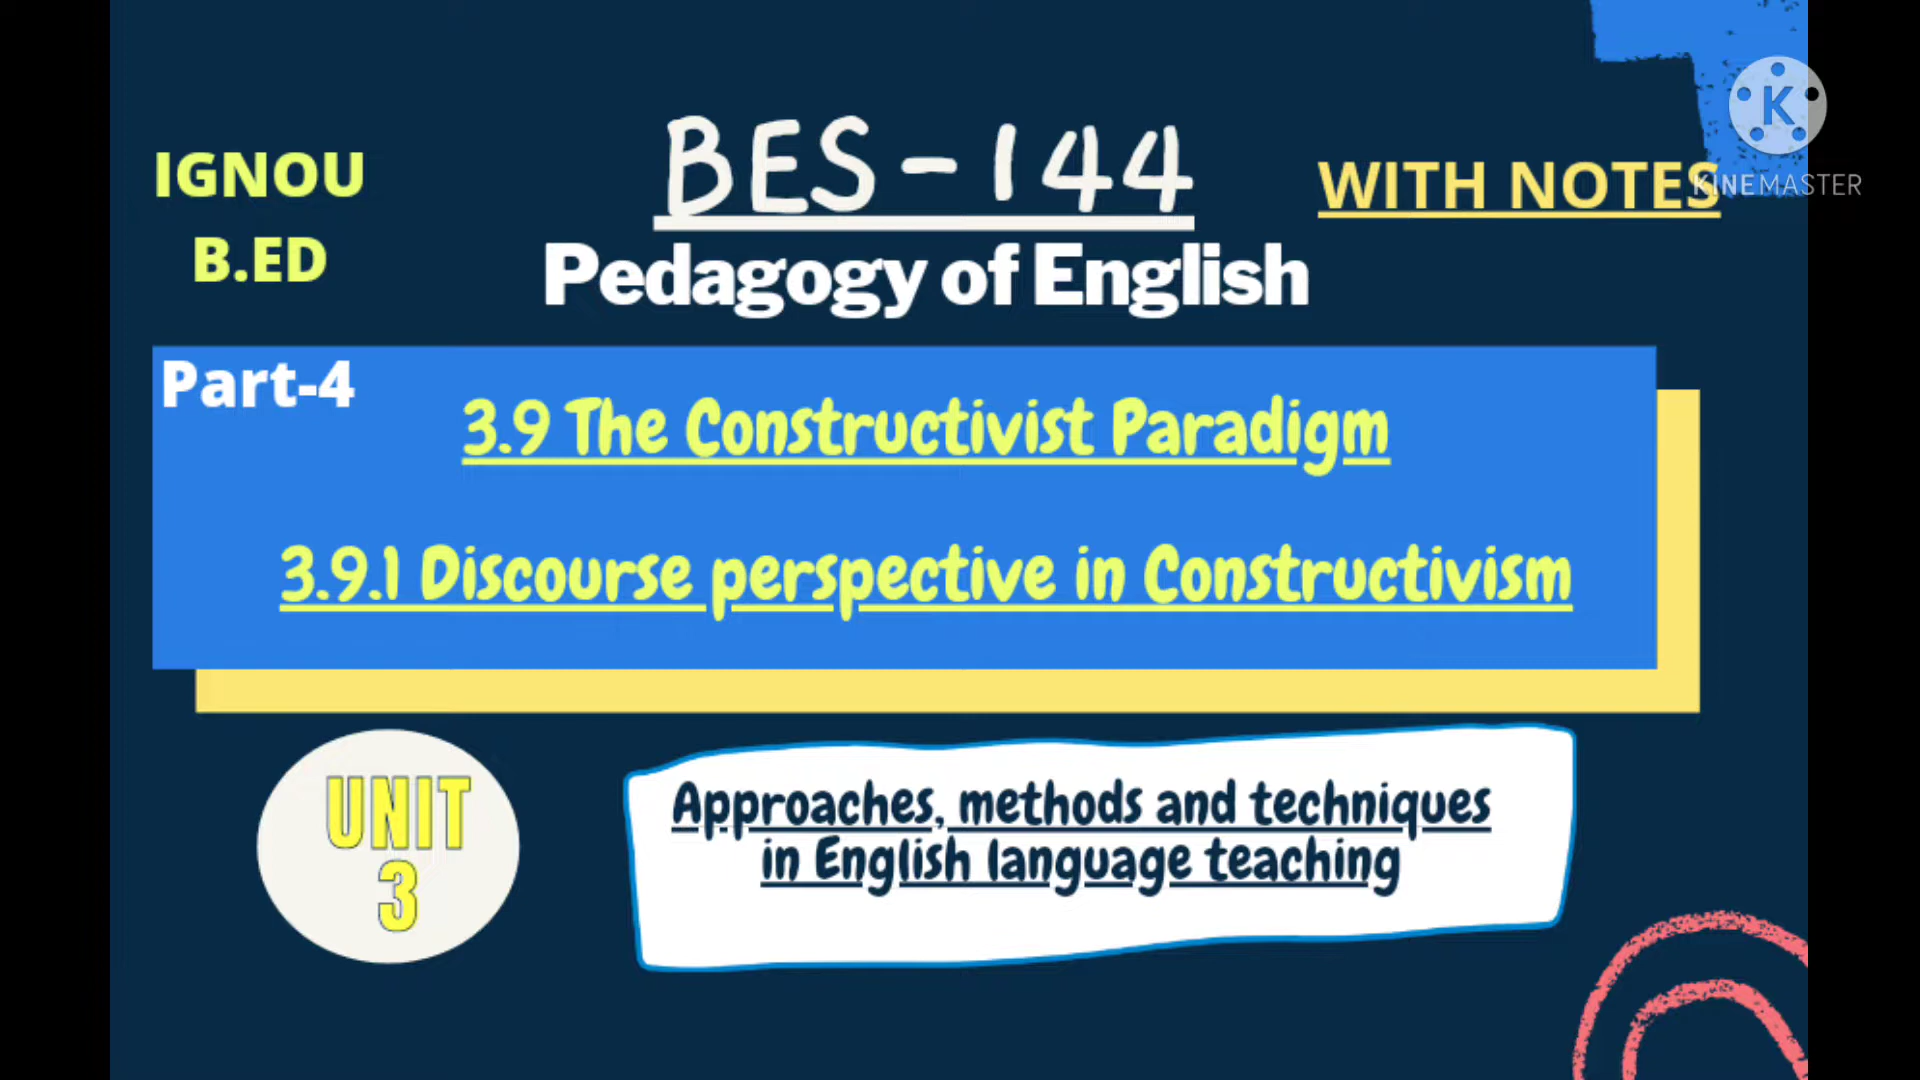 IGNOU
B.ED
BES-144
Pedagogy of English
WITH NOTES
K
KINEMASTER
Part-4
3.9 The Constructivist Paradigm
3.9.1 Discourse perspective in Constructivism
UNIT
3
Approaches, methods and techniques
in English language teaching